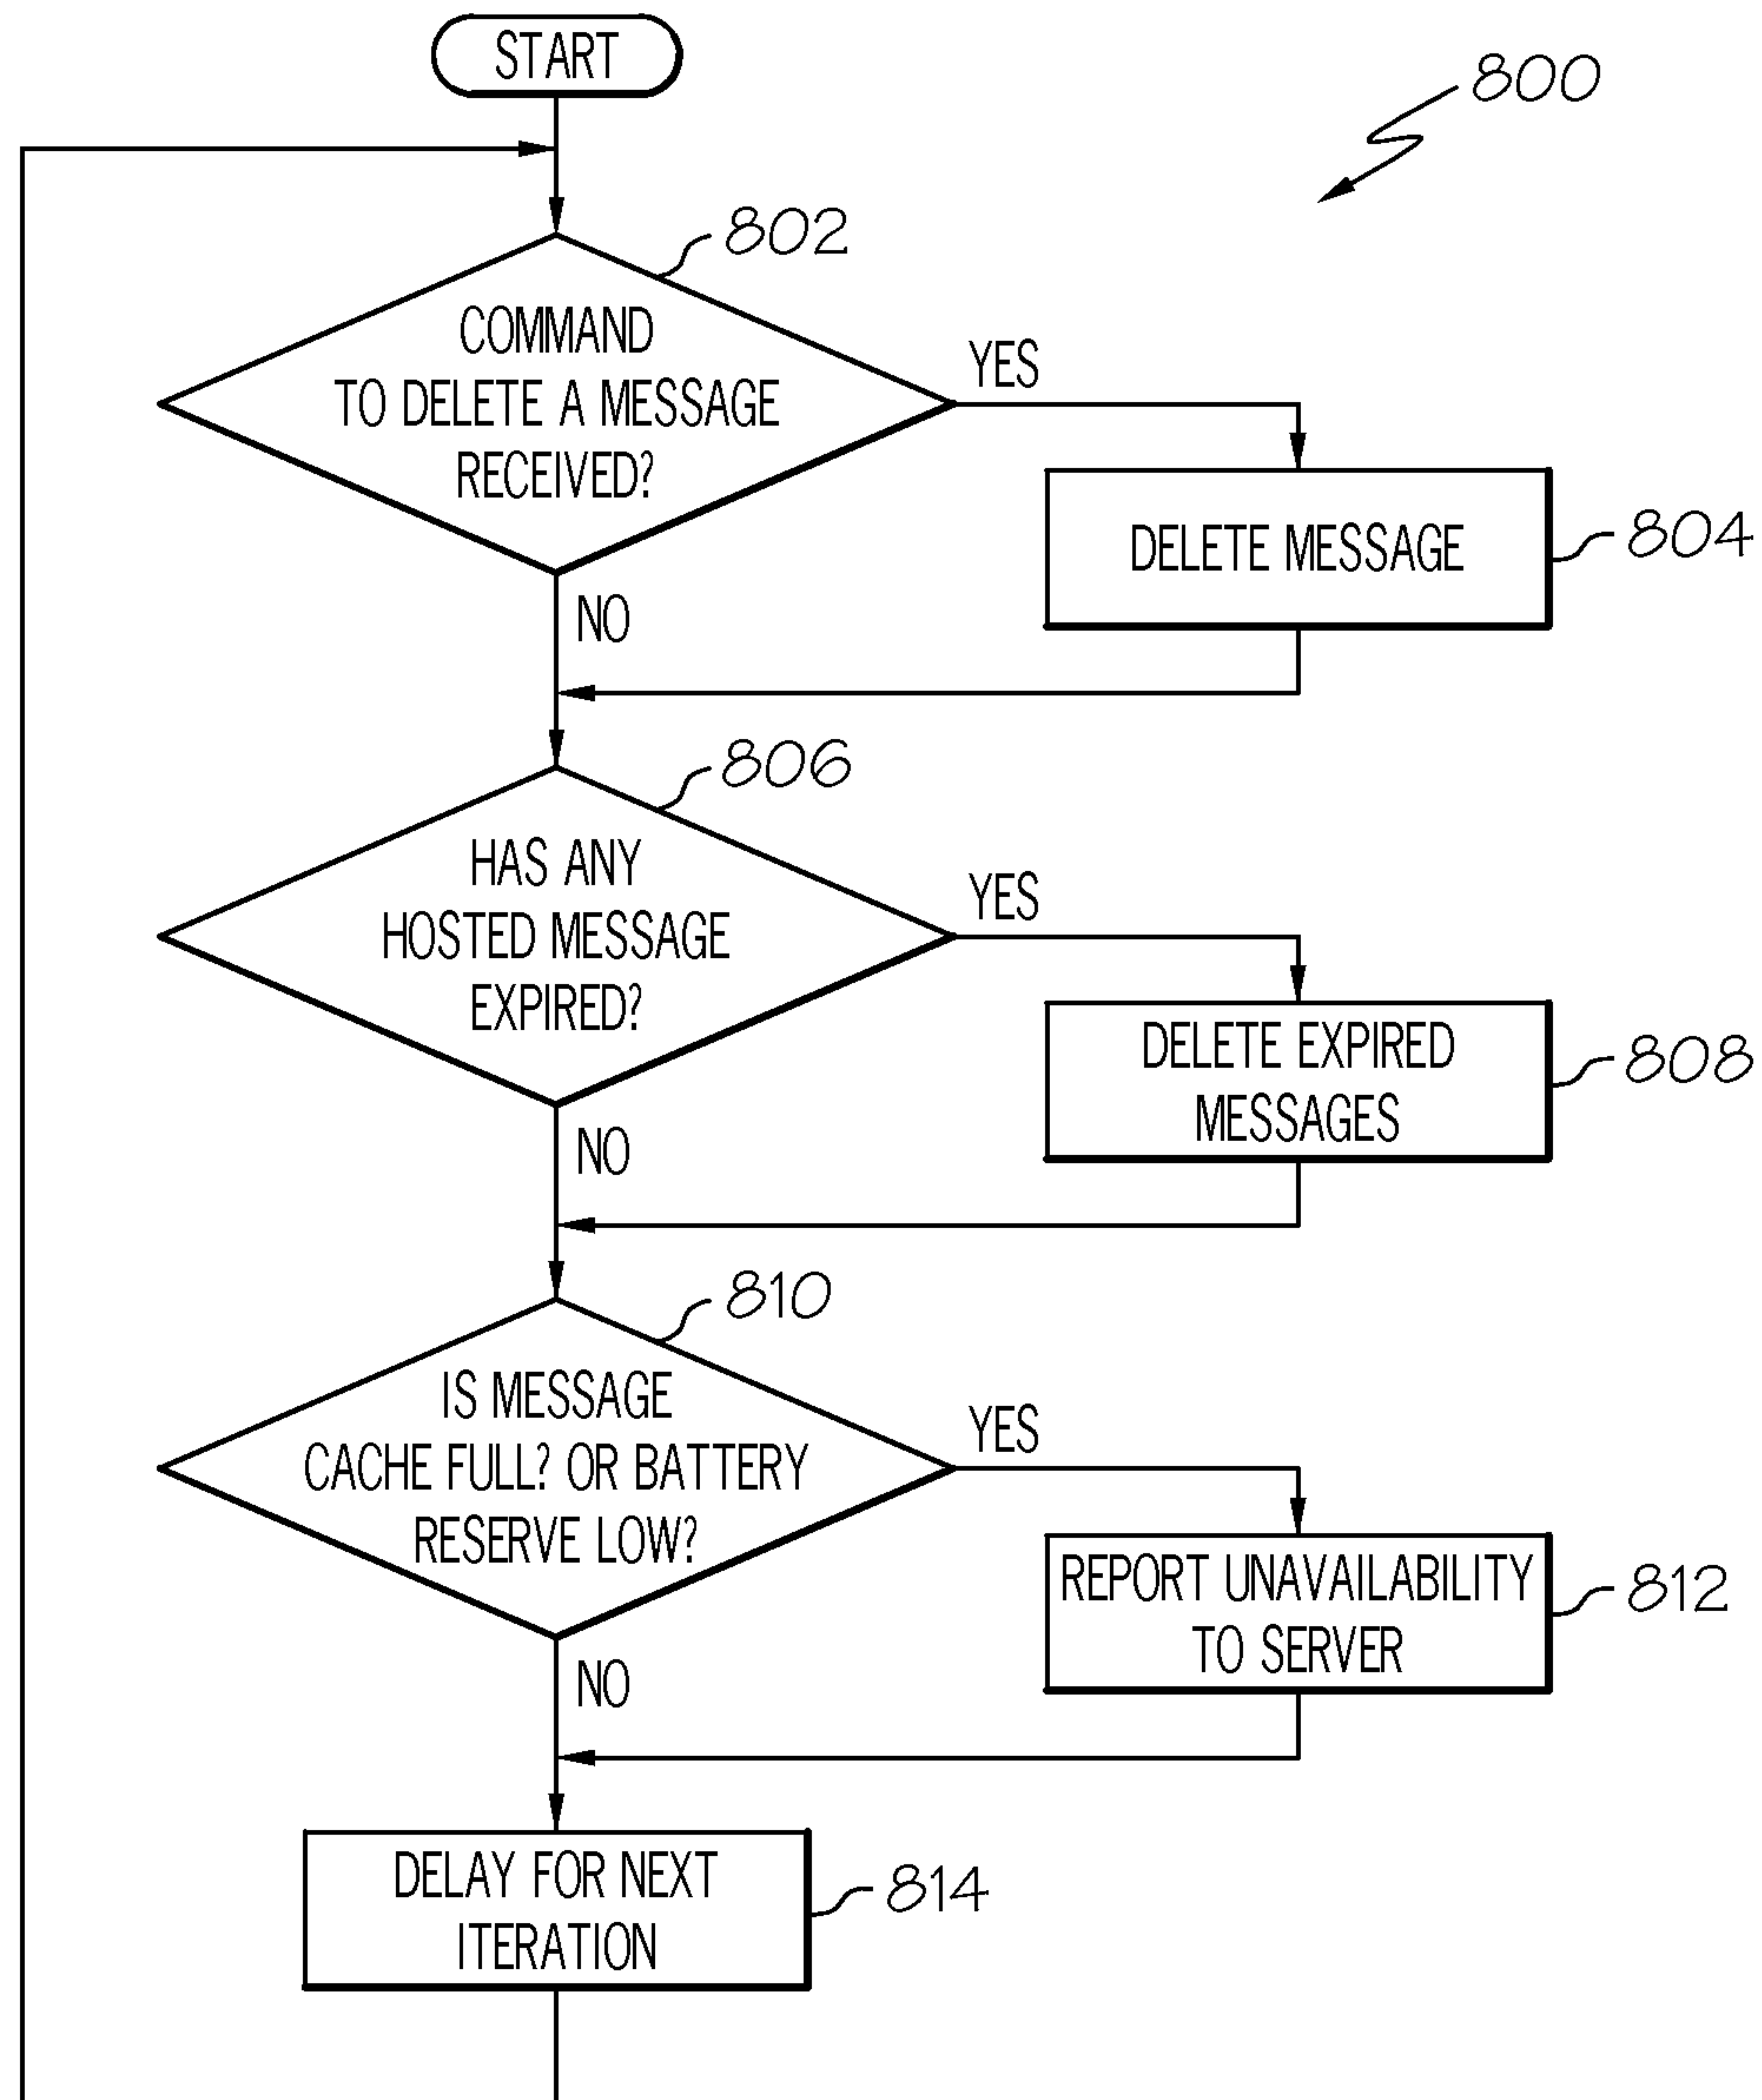 START
800
802
COMMAND
TO DELETE A MESSAGE
RECEIVED?
YES
DELETE MESSAGE
804
NO
806
HAS ANY
HOSTED MESSAGE
EXPIRED?
YES
DELETE EXPIRED
MESSAGES
808
NO
810
IS MESSAGE
CACHE FULL? OR BATTERY
RESERVE LOW?
YES
REPORT UNAVAILABILITY
TO SERVER
812
NO
DELAY FOR NEXT
ITERATION
814